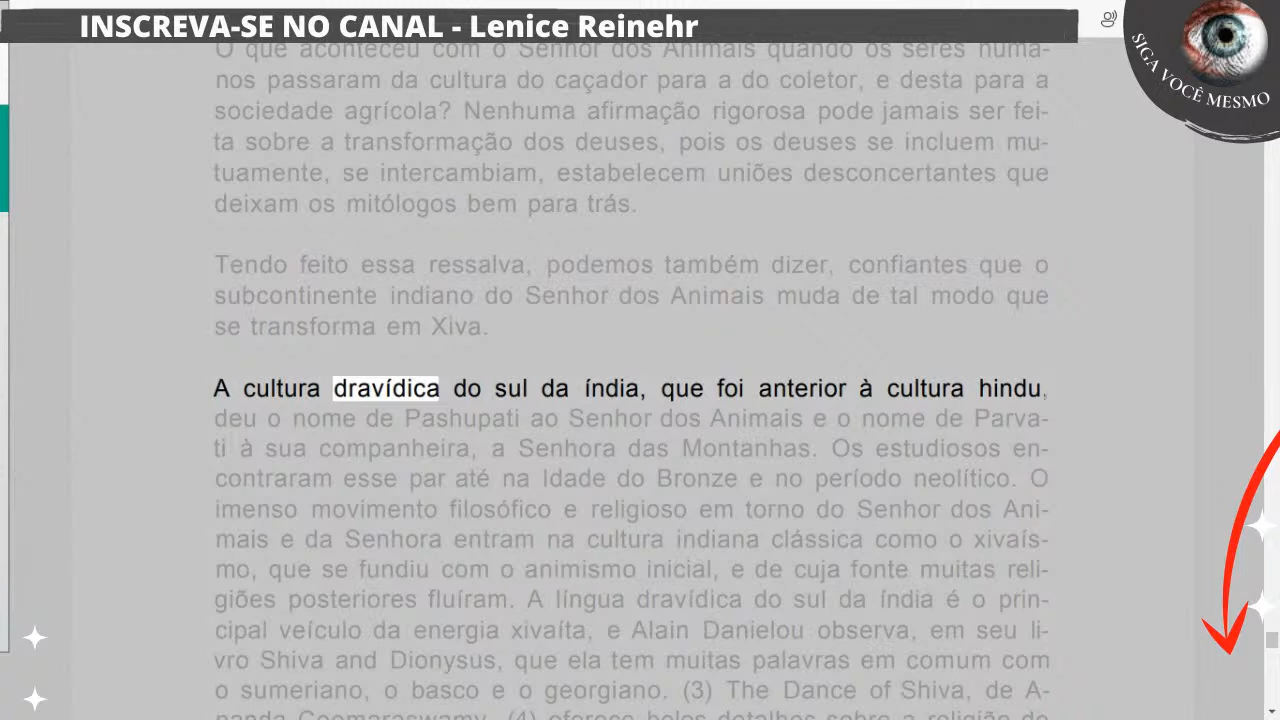 INSCREVA-SE NO CANAL - Lenice Reinehr
SIGA VOCÊ MESMO
O que aconteceu com o Senhor dos Animais quando os seres huma-
nos passaram da cultura do caçador para a do coletor, e desta para a
sociedade agrícola? Nenhuma afirmação rigorosa pode jamais ser fei-
ta sobre a transformação dos deuses, pois os deuses se incluem mu-
tuamente, se intercambiam, estabelecem uniões desconcertantes que
deixam os mitólogos bem para trás.
Tendo feito essa ressalva, podemos também dizer, confiantes que o
subcontinente indiano do Senhor dos Animais muda de tal modo que
se transforma em Xiva.
A cultura dravídica do sul da índia, que foi anterior à cultura hindu,
deu o nome de Pashupati ao Senhor dos Animais e o nome de Parva-
ti à sua companheira, a Senhora das Montanhas. Os estudiosos en-
contraram esse par até na Idade do Bronze e no período neolítico. O
imenso movimento filosófico e religioso em torno do Senhor dos Ani-
mais e da Senhora entram na cultura indiana clássica como o xivaís-
mo, que se fundiu com o animismo inicial, e de cuja fonte muitas reli-
giões posteriores fluíram. A língua dravídica do sul da índia é o prin-
cipal veículo da energia xivaíta, e Alain Danielou observa, em seu li-
vro Shiva and Dionysus, que ela tem muitas palavras em comum com
o sumeriano, o basco e o georgiano. (3) The Dance of Shiva, de A-
nanda Coomaraswamy, (4) oferece belos detalhes sobre a religião de